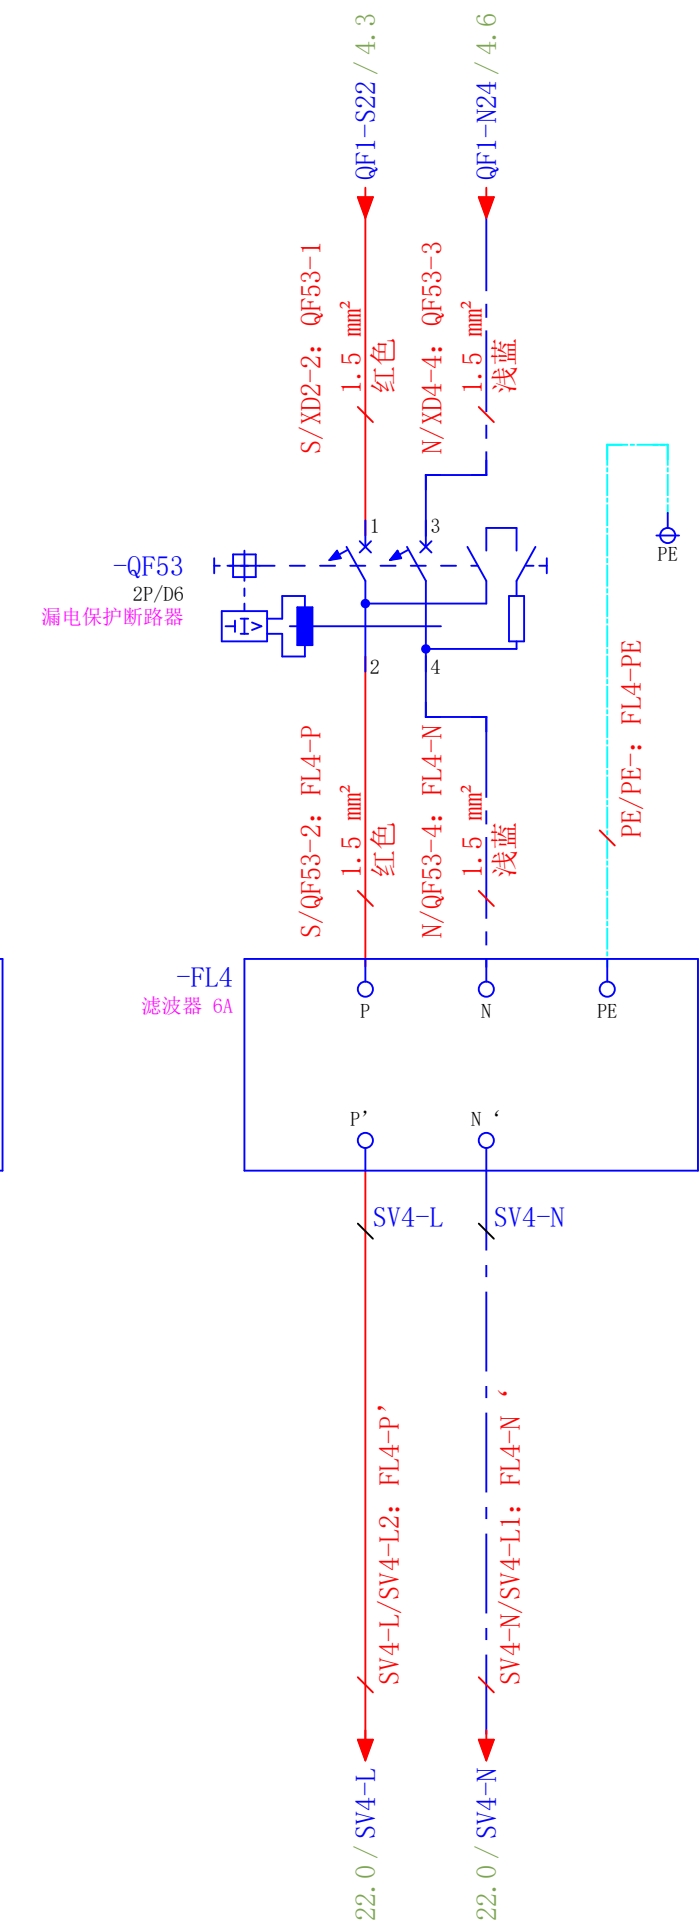 QF1-S22/4.3
QF1-N24/4.6
S/XD2-2: QF53-1
1.5 mm²
红色
N/XD4-4: QF53-3
1.5 mm²
浅蓝
1
3
-QF53
2P/D6
漏电保护断路器
PE
2
4
S/QF53-2: FL4-P
1.5 mm²
红色
N/QF53-4: FL4-N
1.5 mm²
浅蓝
PE/PE-: FL4-PE
-FL4
滤波器 6A
P
N
PE
P’
N ‘
SV4-L
SV4-N
SV4-L/SV4-L2: FL4-P’
SV4-N/SV4-L1: FL4-N ‘
22.0/SV4-L
22.0/SV4-N